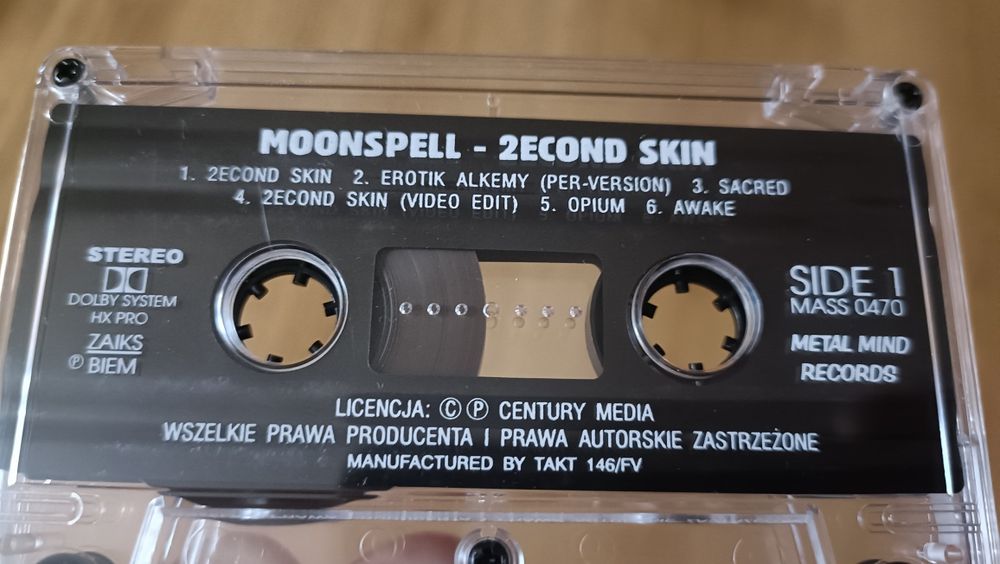 MOONSPELL - 2ECOND SKIN
1. 2ECOND SKIN 2. EROTIK ALKEMY (PER-VERSION) 3. SACRED
4. 2ECOND SKIN (VIDEO EDIT) 5. OPIUM 6. AWAKE
STEREO
DOLBY SYSTEM
HX PRO
ZAIKS
Ⓟ BIEM
SIDE 1
MASS 0470
METAL MIND
RECORDS
LICENCJA: Ⓒ Ⓟ CENTURY MEDIA
WSZELKIE PRAWA PRODUCENTA I PRAWA AUTORSKIE ZASTRZEŻONE
MANUFACTURED BY TAKT 146/FV